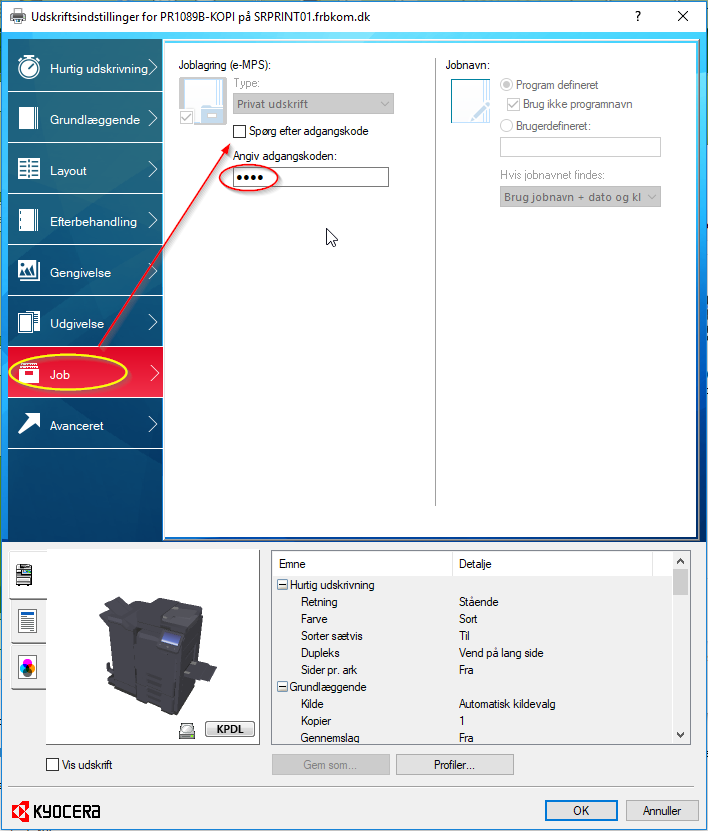 Udskriftsindstillinger for PR1089B-KOPI på SRPRINT01.frbkom.dk
?
Hurtig udskrivning
Grundlæggende
Layout
Efterbehandling
Gengivelse
Udgivelse
Job
Avanceret
Joblagring (e-MPS):
Type:
Privat udskrift
Spørg efter adgangskode
Angiv adgangskoden:
Jobnavn:
Program defineret
Brug ikke programnavn
Brugerdefineret:
Hvis jobnavnet findes:
Brug jobnavn + dato og kl
KPDL
Vis udskrift
Emne Detalje
Hurtig udskrivning
Retning Stående
Farve Sort
Sorter sætvis Til
Dupleks Vend på lang side
Sider pr. ark Fra
Grundlæggende
Kilde Automatisk kildevalg
Kopier 1
Gennemslag Fra
Gem som...
Profiler...
KYOCERA
OK
Annuller